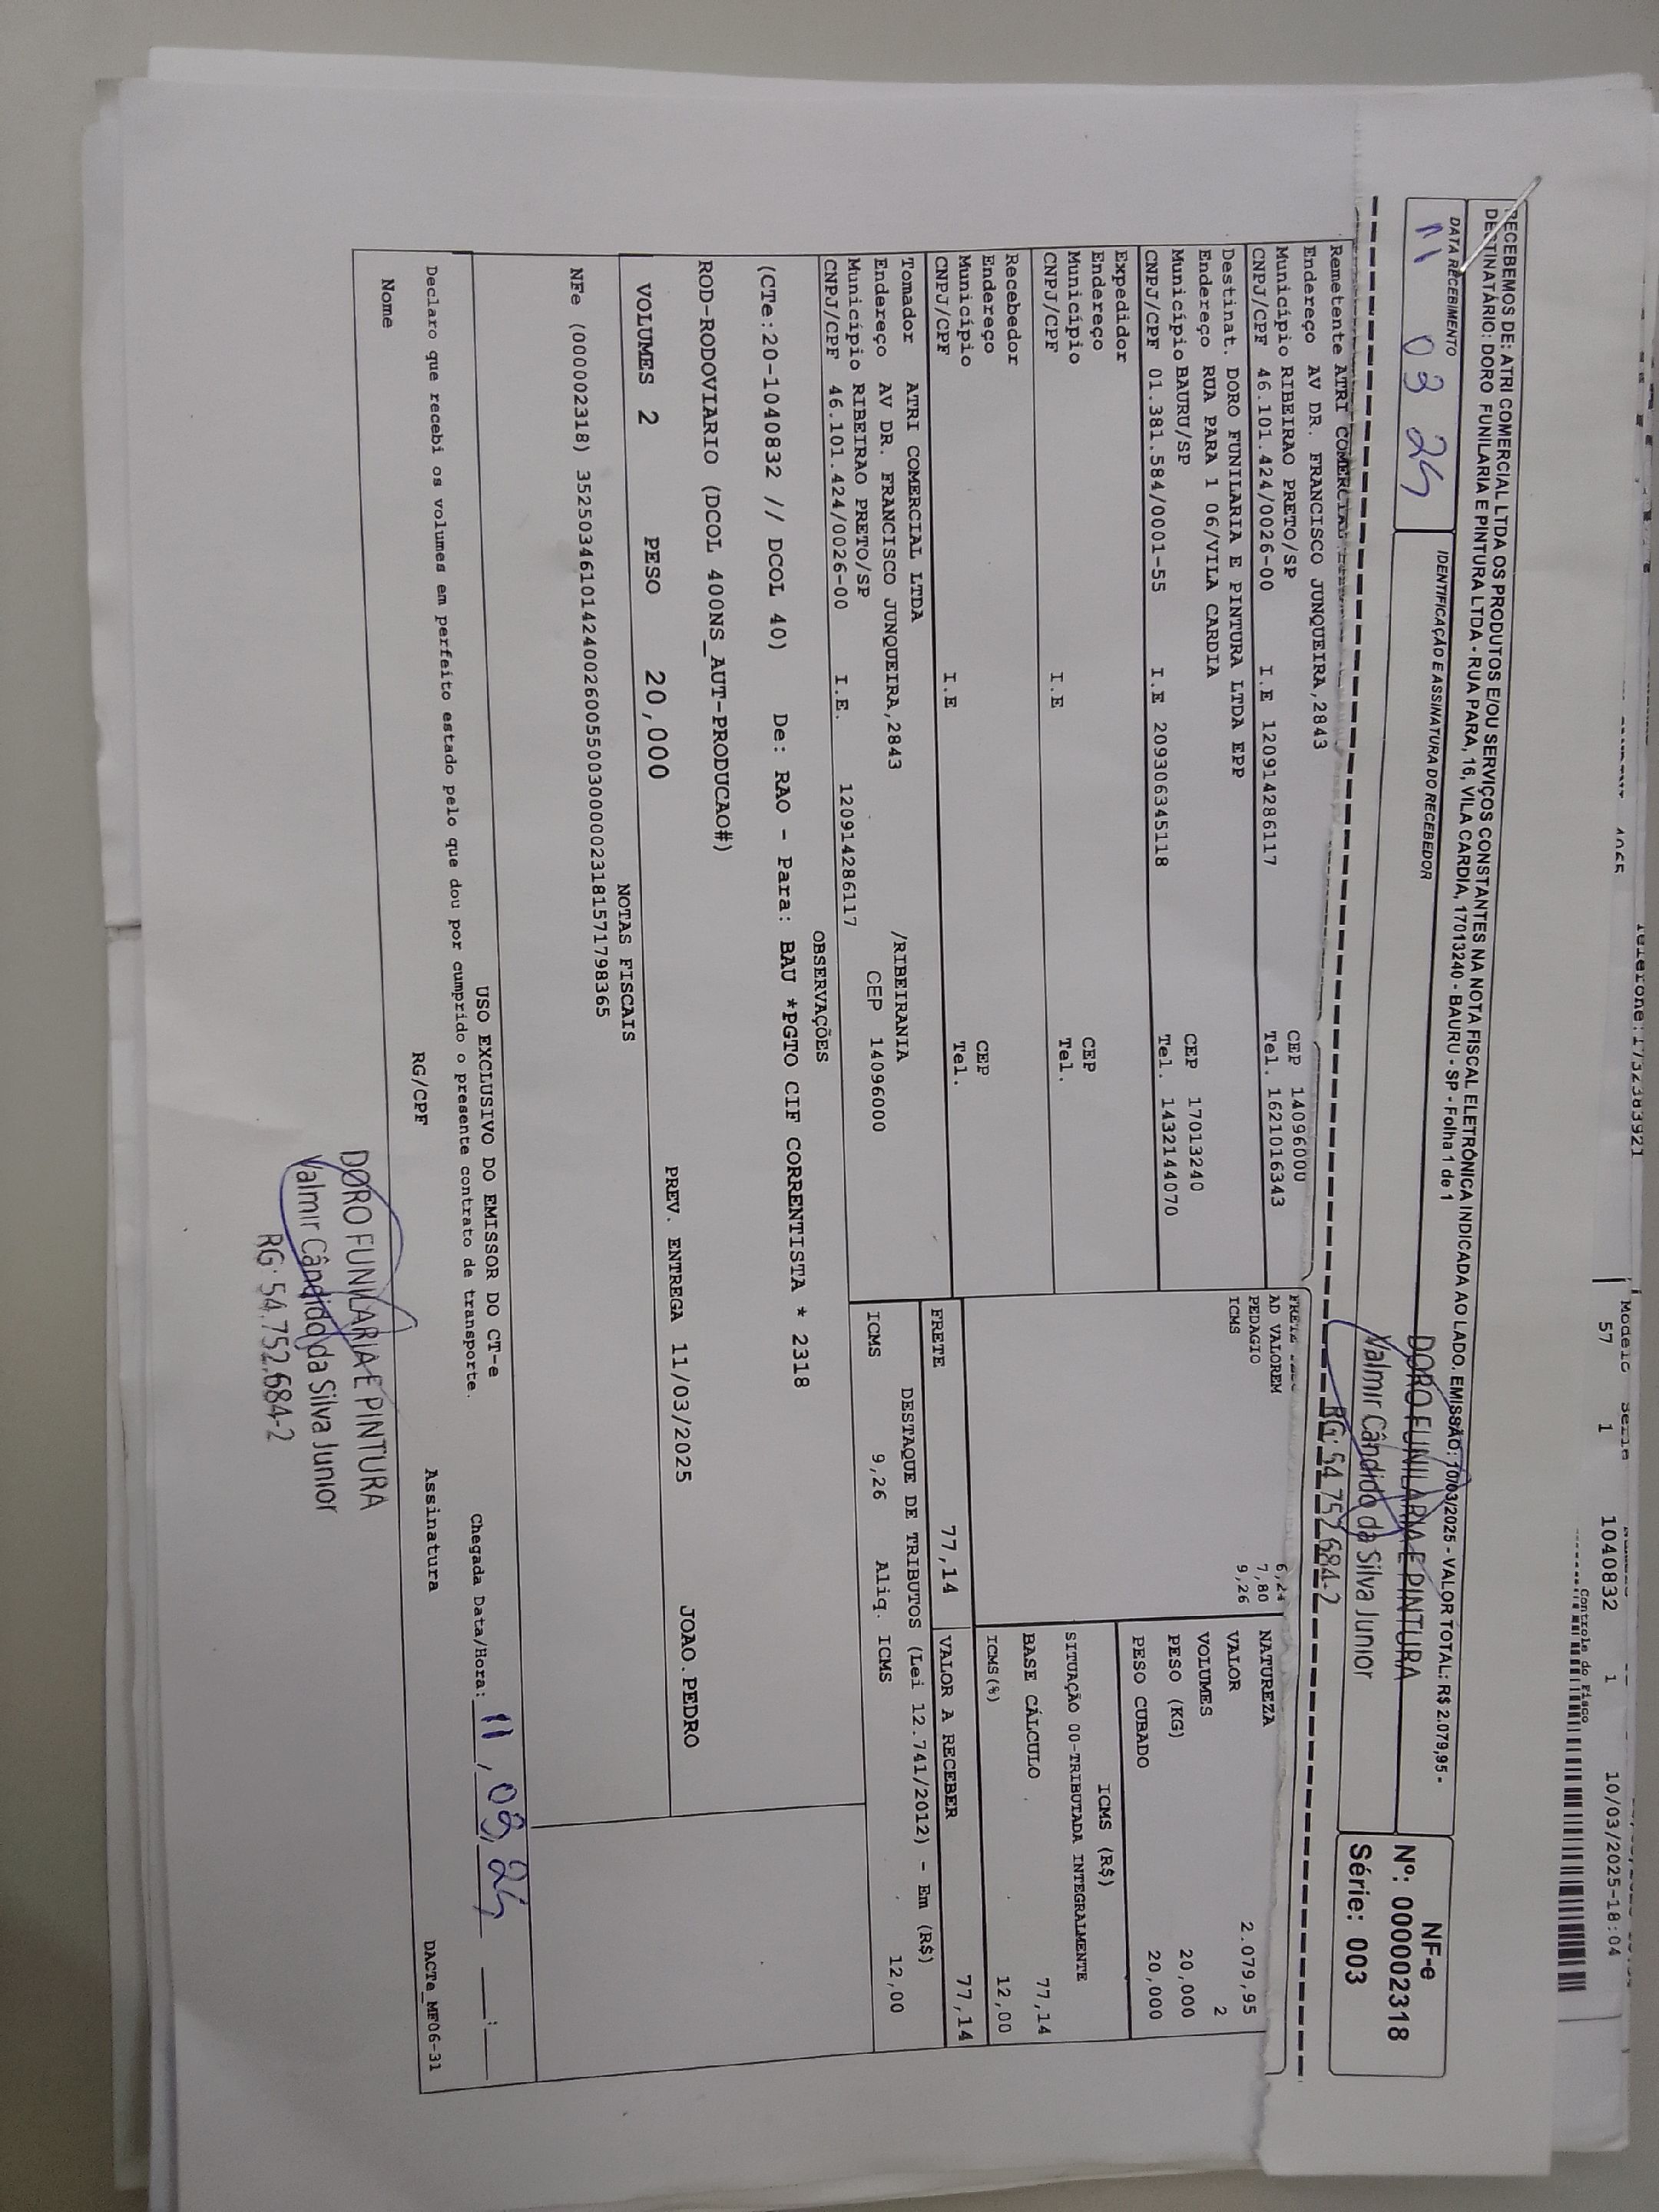 Telefone:1732383921
Modelo Serie
57 1 1040832 1 10/03/2025-18:04
Controle do Fisco
RECEBEMOS DE: ATRI COMERCIAL LTDA OS PRODUTOS E/OU SERVIÇOS CONSTANTES NA NOTA FISCAL ELETRÔNICA INDICADA AO LADO. EMISSÃO: 10/03/2025 - VALOR TOTAL: R$ 2.079,95 -
DESTINATÁRIO: DORO FUNILARIA E PINTURA LTDA - RUA PARA, 16, VILA CARDIA, 17013240 - BAURU - SP - Folha 1 de 1
NF-e
Nº: 000002318
Série: 003
DATA RECEBIMENTO
IDENTIFICAÇÃO E ASSINATURA DO RECEBEDOR
11 03 25
DORO FUNILARIA E PINTURA
Valmir Cândido da Silva Junior
RG: 54.752.684-2
Remetente ATRI COMERCIAL
Endereço AV DR. FRANCISCO JUNQUEIRA,2843
Município RIBEIRAO PRETO/SP CEP 14096000
CNPJ/CPF 46.101.424/0026-00 I.E 120914286117 Tel. 1621016343
Destinat. DORO FUNILARIA E PINTURA LTDA EPP
Endereço RUA PARA 1 06/VILA CARDIA
Município BAURU/SP CEP 17013240
CNPJ/CPF 01.381.584/0001-55 I.E 209306345118 Tel. 1432144070
Expedidor
Endereço
Município CEP
CNPJ/CPF I.E Tel.
Recebedor
Endereço
Município CEP
CNPJ/CPF I.E Tel.
Tomador ATRI COMERCIAL LTDA
Endereço AV DR. FRANCISCO JUNQUEIRA,2843 /RIBEIRANIA
Município RIBEIRAO PRETO/SP CEP 14096000
CNPJ/CPF 46.101.424/0026-00 I.E. 120914286117
AD VALOREM 6,24
PEDAGIO 7,80
ICMS 9,26
NATUREZA
VALOR 2.079,95
VOLUMES 2
PESO (KG) 20,000
PESO CUBADO 20,000
ICMS (R$)
SITUAÇÃO 00-TRIBUTADA INTEGRALMENTE
BASE CÁLCULO 77,14
ICMS(%) 12,00
FRETE 77,14 VALOR A RECEBER 77,14
DESTAQUE DE TRIBUTOS (Lei 12.741/2012) - Em (R$)
ICMS 9,26 Aliq. ICMS 12,00
OBSERVAÇÕES
(CTe:20-1040832 // DCOL 40) De: RAO - Para: BAU *PGTO CIF CORRENTISTA * 2318
ROD-RODOVIARIO (DCOL 400NS_AUT-PRODUCAO#)
VOLUMES 2 PESO 20,000 PREV. ENTREGA 11/03/2025 JOAO.PEDRO
NOTAS FISCAIS
NFe (000002318) 35250346101424002600550030000023181571798365
USO EXCLUSIVO DO EMISSOR DO CT-e
Declaro que recebi os volumes em perfeito estado pelo que dou por cumprido o presente contrato de transporte.
Chegada Data/Hora: 11, 03, 25 __:__
Nome RG/CPF Assinatura DACTe_MF06-31
DORO FUNILARIA E PINTURA
Valmir Cândido da Silva Junior
RG: 54.752.684-2